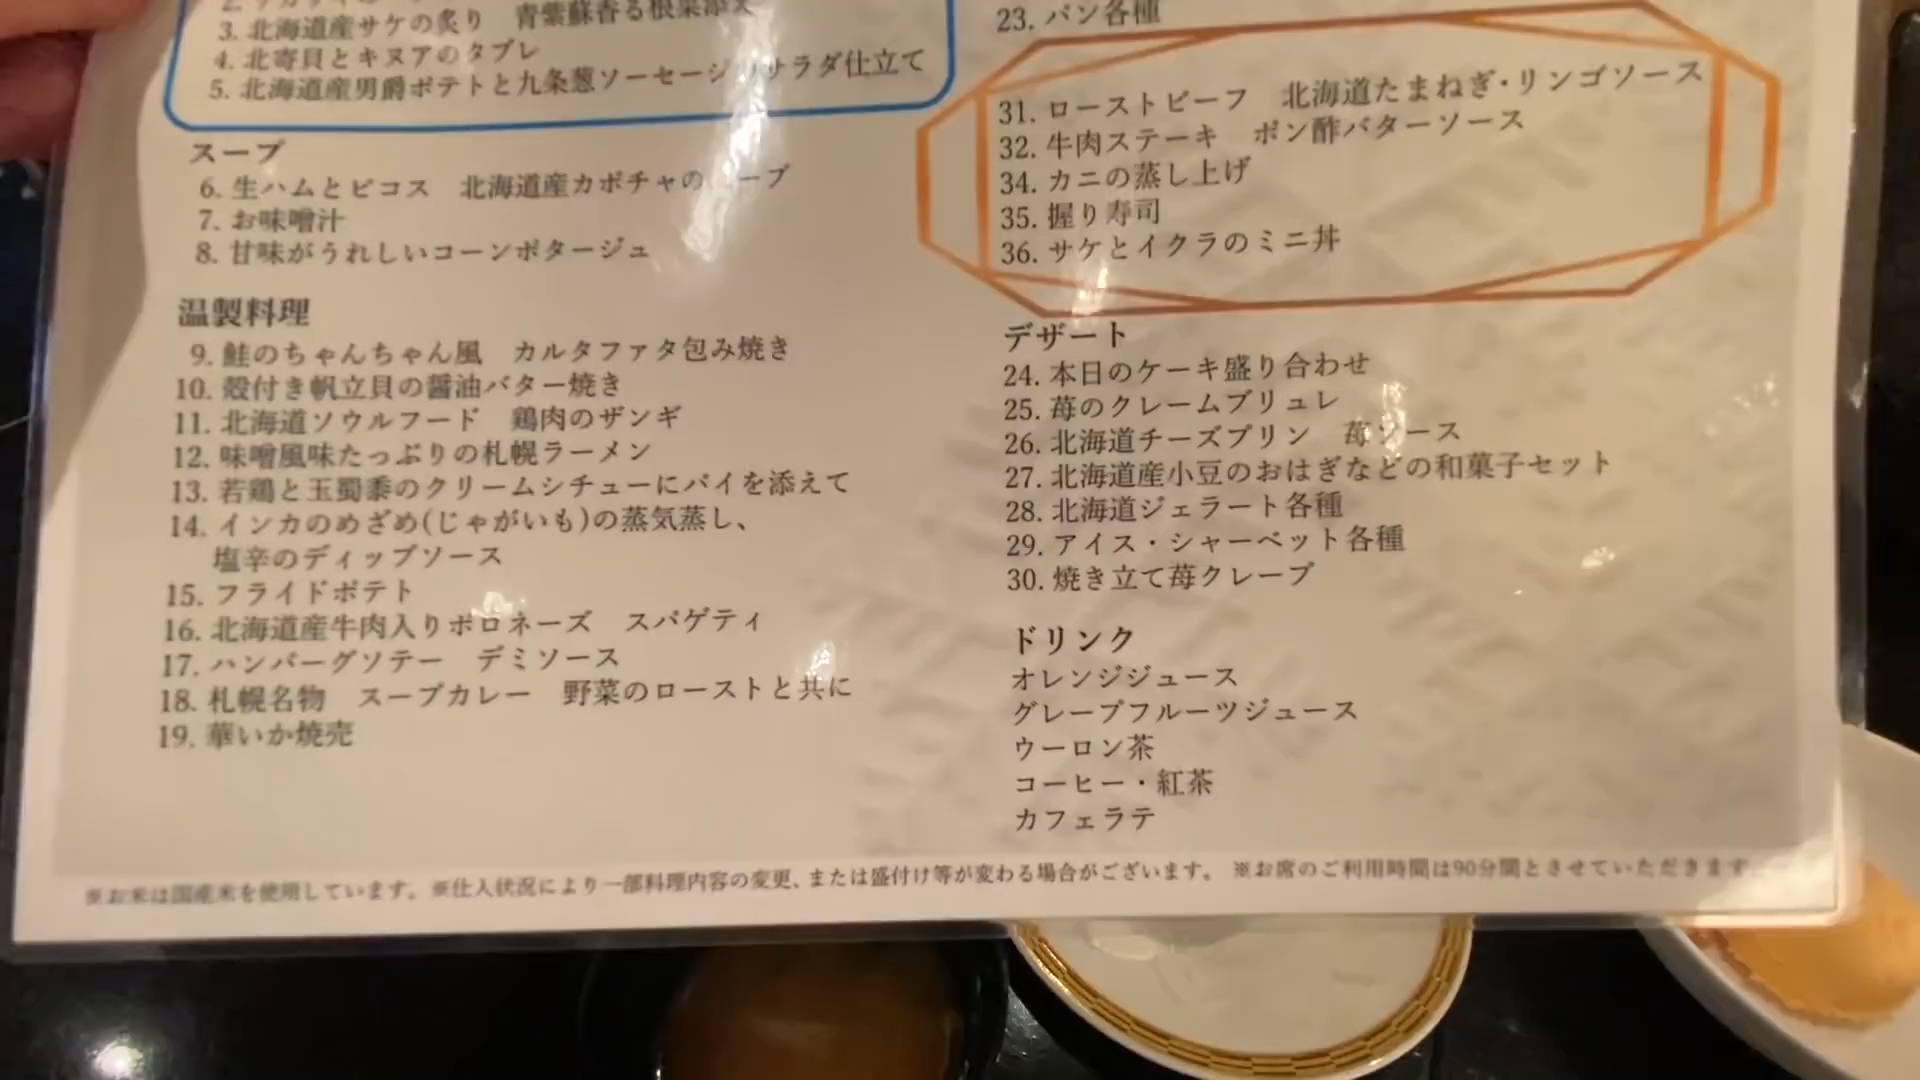 3. 北海道産サケの炙り　青紫蘇香る根菜添え
4. 北寄貝とキヌアのタブレ
5. 北海道産男爵ポテトと九条葱ソーセージのサラダ仕立て
スープ
6. 生ハムとピコス　北海道産カボチャのスープ
7. お味噌汁
8. 甘味がうれしいコーンポタージュ
温製料理
9. 鮭のちゃんちゃん風　カルタファタ包み焼き
10. 殻付き帆立貝の醤油バター焼き
11. 北海道ソウルフード　鶏肉のザンギ
12. 味噌風味たっぷりの札幌ラーメン
13. 若鶏と玉蜀黍のクリームシチューにパイを添えて
14. インカのめざめ(じゃがいも)の蒸気蒸し、
塩辛のディップソース
15. フライドポテト
16. 北海道産牛肉入りボロネーズ　スパゲティ
17. ハンバーグソテー　デミソース
18. 札幌名物　スープカレー　野菜のローストと共に
19. 華いか焼売
23. パン各種
31. ローストビーフ　北海道たまねぎ・リンゴソース
32. 牛肉ステーキ　ポン酢バターソース
34. カニの蒸し上げ
35. 握り寿司
36. サケとイクラのミニ丼
デザート
24. 本日のケーキ盛り合わせ
25. 苺のクレームブリュレ
26. 北海道チーズプリン　苺ソース
27. 北海道産小豆のおはぎなどの和菓子セット
28. 北海道ジェラート各種
29. アイス・シャーベット各種
30. 焼き立て苺クレープ
ドリンク
オレンジジュース
グレープフルーツジュース
ウーロン茶
コーヒー・紅茶
カフェラテ
※お米は国産米を使用しています。※仕入状況により一部料理内容の変更、または盛付け等が変わる場合がございます。 ※お席のご利用時間は90分間とさせていただきます。